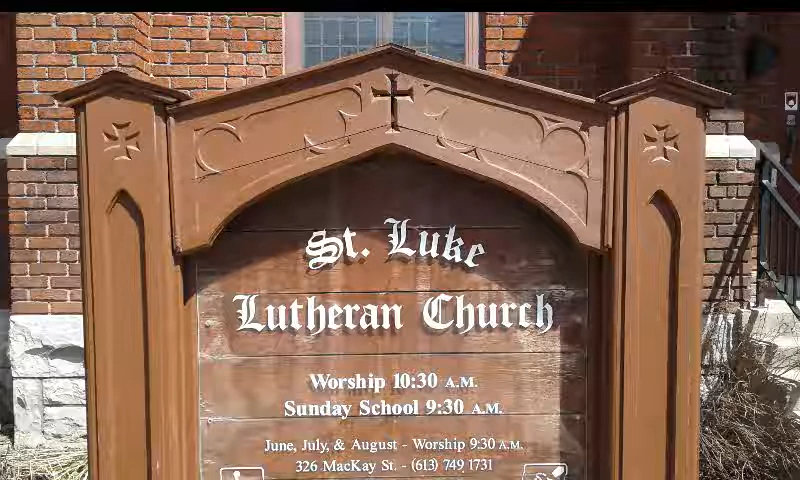 St. Luke
Lutheran Church
Worship 10:30 A.M.
Sunday School 9:30 A.M.
June, July, & August - Worship 9:30 A.M.
326 MacKay St. - (613) 749 1731